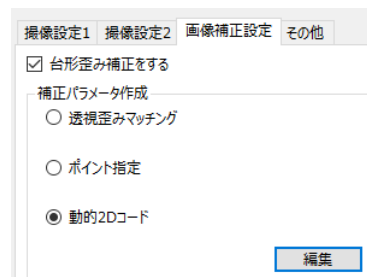 撮像設定1 撮像設定2 画像補正設定 その他
台形歪み補正をする
補正パラメータ作成
透視歪みマッチング
ポイント指定
動的2Dコード
編集